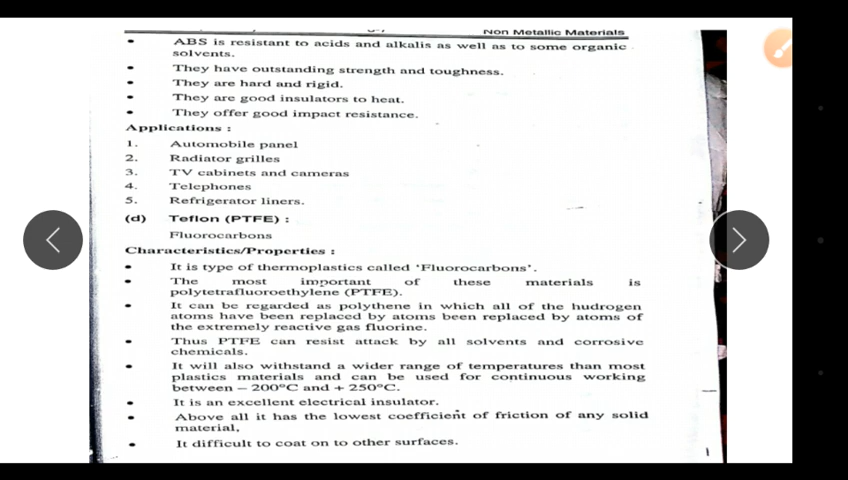 Non Metallic Materials
• ABS is resistant to acids and alkalis as well as to some organic
solvents.
• They have outstanding strength and toughness.
• They are hard and rigid.
• They are good insulators to heat.
• They offer good impact resistance.
Applications :
1. Automobile panel
2. Radiator grilles
3. TV cabinets and cameras
4. Telephones
5. Refrigerator liners.
(d) Teflon (PTFE) :
Fluorocarbons
Characteristics/Properties :
• It is type of thermoplastics called ‘Fluorocarbons’.
• The most important of these materials is
polytetrafluoroethylene (PTFE).
• It can be regarded as polythene in which all of the hudrogen
atoms have been replaced by atoms been replaced by atoms of
the extremely reactive gas fluorine.
• Thus PTFE can resist attack by all solvents and corrosive
chemicals.
• It will also withstand a wider range of temperatures than most
plastics materials and can be used for continuous working
between – 200°C and + 250°C.
• It is an excellent electrical insulator.
• Above all it has the lowest coefficient of friction of any solid
material,
• It difficult to coat on to other surfaces.